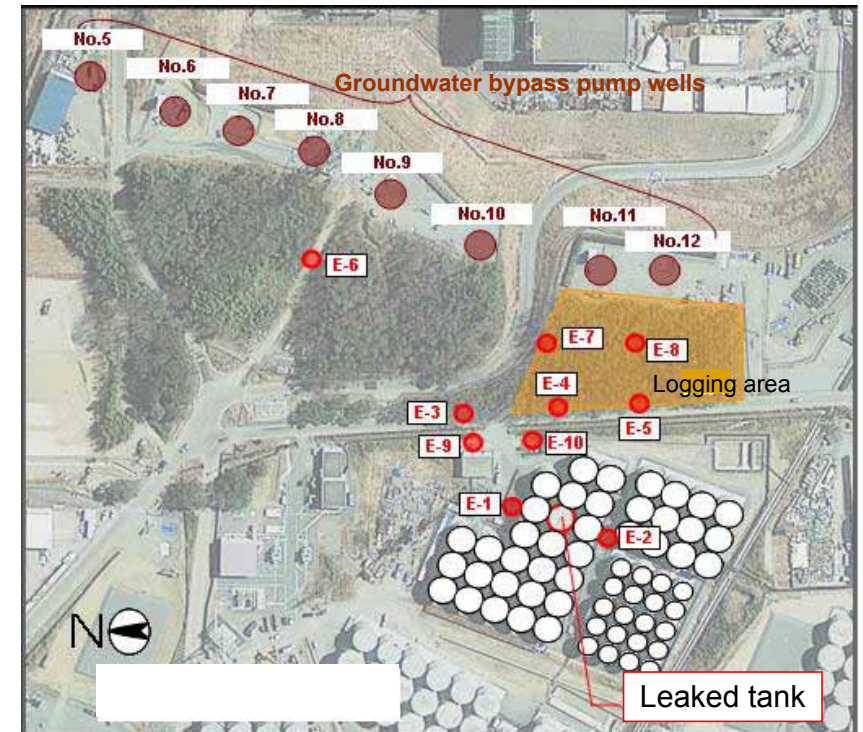 No.5
No.6
Groundwater bypass pump wells
No.7
No.8
No.9
No.10
No.11
No.12
E-6
E-7
E-8
Logging area
E-4
E-3
E-5
E-9
E-10
E-1
E-2
N
Leaked tank